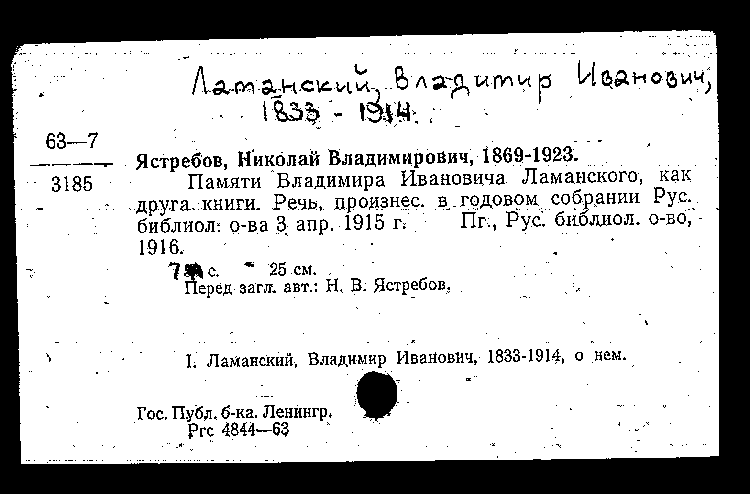 Ламанский, Владимир Иванович,
1833 - 1914.
63—7
3185
Ястребов, Николай Владимирович, 1869-1923.
Памяти Владимира Ивановича Ламанского, как
друга книги. Речь, произнес. в годовом собрании Рус.
библиол. о-ва 3 апр. 1915 г. Пг., Рус. библиол. о-во,
1916.
с. 25 см.
Перед загл. авт.: Н. В. Ястребов.
I. Ламанский, Владимир Иванович, 1833-1914, о нем.
Гос. Публ. б-ка. Ленингр.
Ргс 4844—63